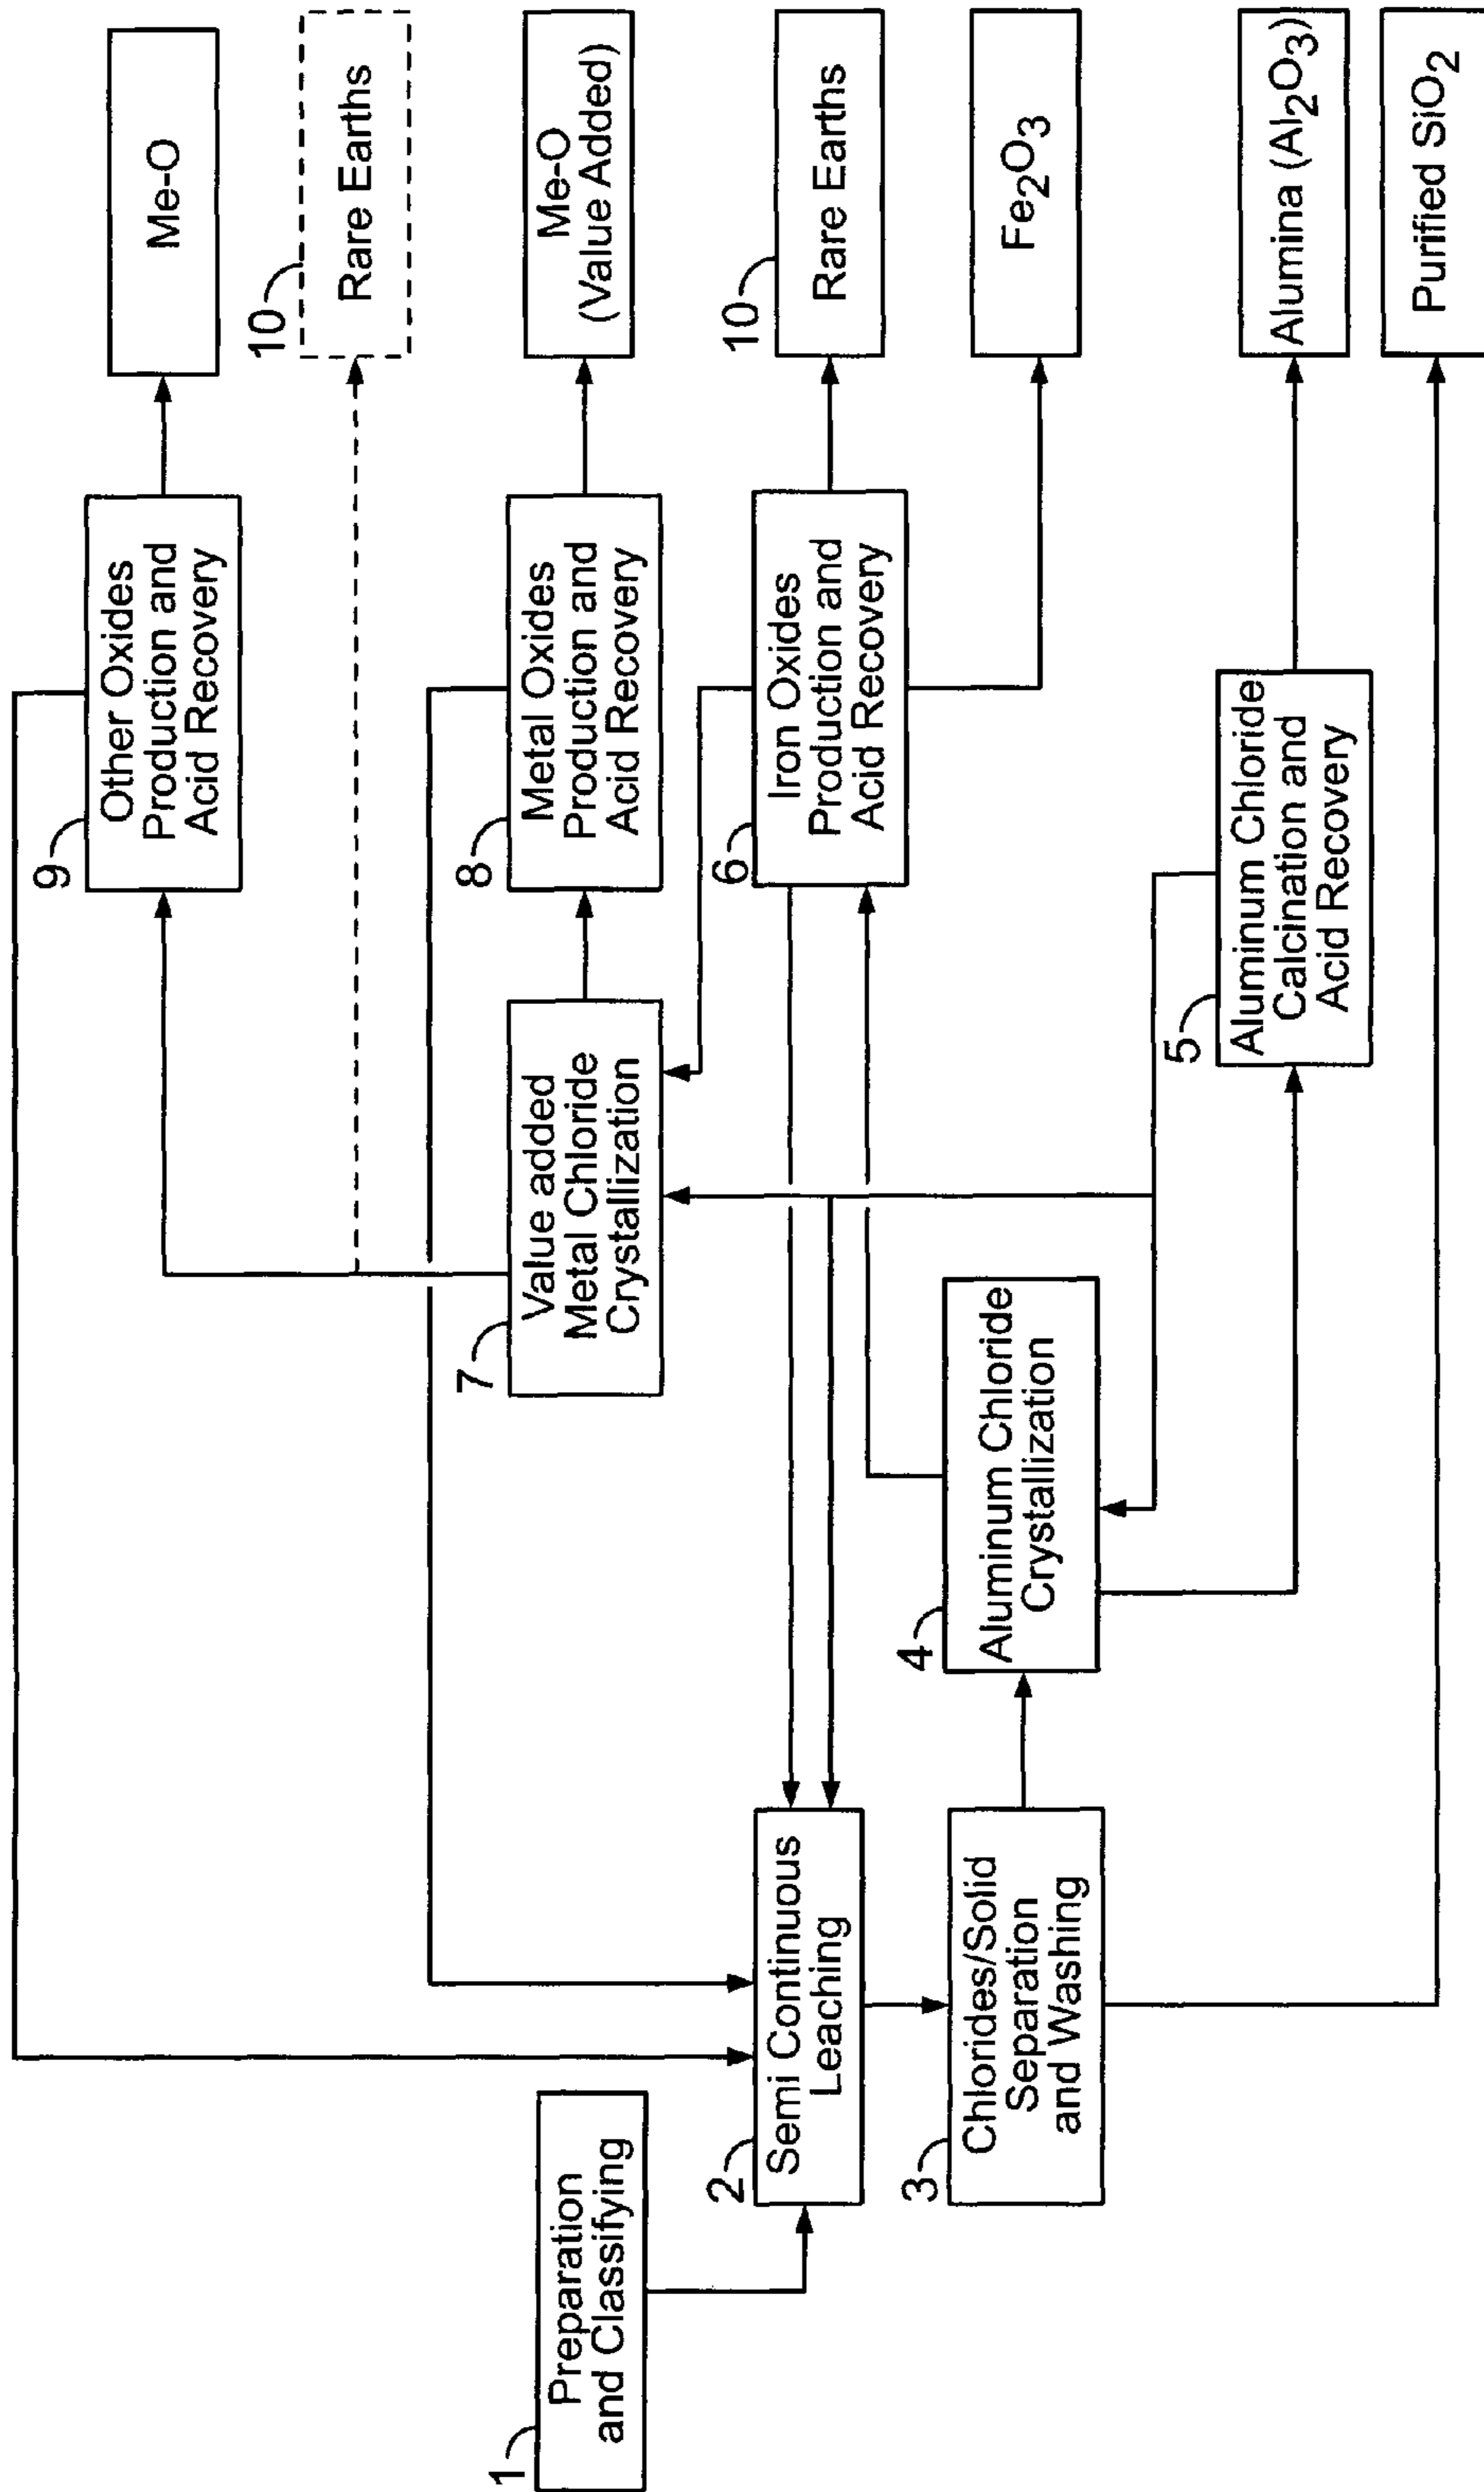 1
Preparation
and Classifying
2
Semi Continuous
Leaching
3
Chlorides/Solid
Separation
and Washing
4
Aluminum Chloride
Crystallization
5
Aluminum Chloride
Calcination and
Acid Recovery
6
Iron Oxides
Production and
Acid Recovery
7
Value added
Metal Chloride
Crystallization
8
Metal Oxides
Production and
Acid Recovery
9
Other Oxides
Production and
Acid Recovery
Me-O
10
Rare Earths
Me-O
(Value Added)
10
Rare Earths
Fe₂O₃
Alumina (Al₂O₃)
Purified SiO₂